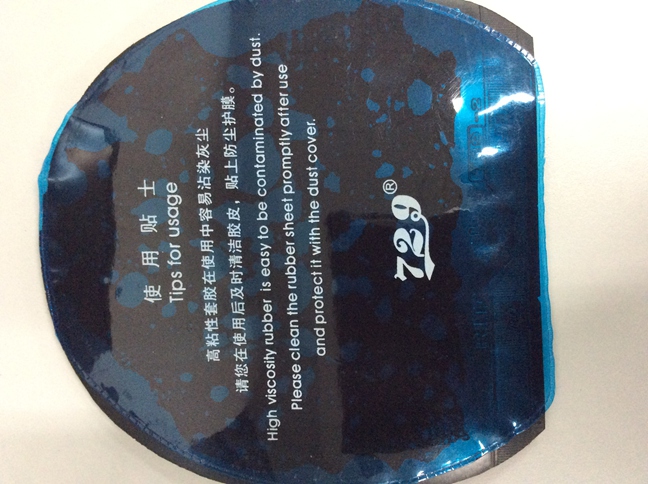 使用贴士
Tips for usage
高粘性套胶在使用中容易沾染灰尘
请您在使用后及时清洁胶皮，贴上防尘护膜。
High viscosity rubber is easy to be contaminated by dust.
Please clean the rubber sheet promptly after use
and protect it with the dust cover.
729®